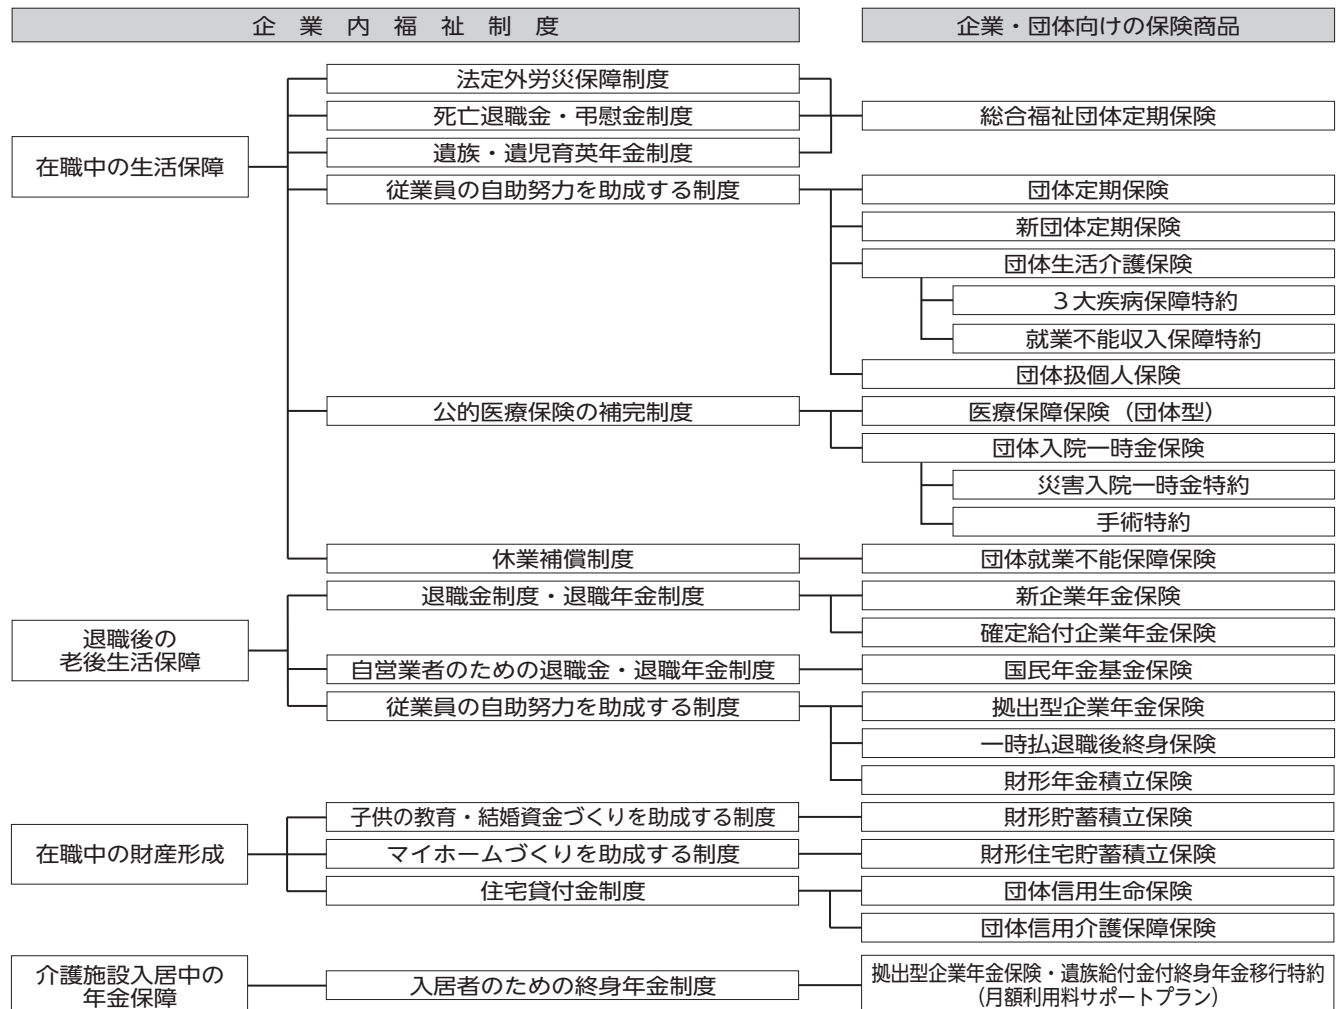 企業内福祉制度
企業・団体向けの保険商品
在職中の生活保障
法定外労災保障制度
死亡退職金・弔慰金制度
遺族・遺児育英年金制度
総合福祉団体定期保険
従業員の自助努力を助成する制度
団体定期保険
新団体定期保険
団体生活介護保険
3大疾病保障特約
就業不能収入保障特約
団体扱個人保険
公的医療保険の補完制度
医療保障保険（団体型）
団体入院一時金保険
災害入院一時金特約
手術特約
休業補償制度
団体就業不能保障保険
退職後の
老後生活保障
退職金制度・退職年金制度
新企業年金保険
確定給付企業年金保険
自営業者のための退職金・退職年金制度
国民年金基金保険
従業員の自助努力を助成する制度
拠出型企業年金保険
一時払退職後終身保険
財形年金積立保険
在職中の財産形成
子供の教育・結婚資金づくりを助成する制度
財形貯蓄積立保険
マイホームづくりを助成する制度
財形住宅貯蓄積立保険
住宅貸付金制度
団体信用生命保険
団体信用介護保障保険
介護施設入居中の
年金保障
入居者のための終身年金制度
拠出型企業年金保険・遺族給付金付終身年金移行特約
（月額利用料サポートプラン）